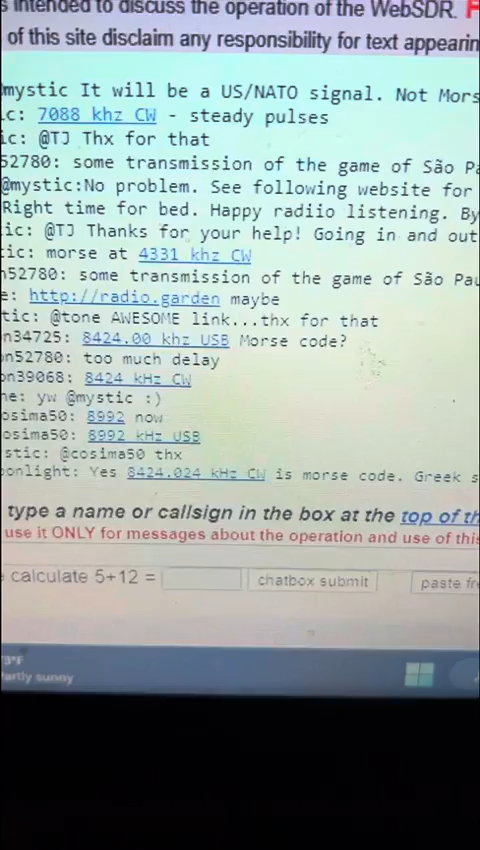 s intended to discuss the operation of the WebSDR.
of this site disclaim any responsibility for text appearin
mystic It will be a US/NATO signal. Not Mors
ic: 7088 khz CW - steady pulses
ic: @TJ Thx for that
52780: some transmission of the game of São Pa
@mystic:No problem. See following website for
Right time for bed. Happy radiio listening. By
ic: @TJ Thanks for your help! Going in and out
tic: morse at 4331 khz CW
n52780: some transmission of the game of São Pau
e: http://radio.garden maybe
tic: @tone AWESOME link...thx for that
n34725: 8424.00 khz USB Morse code?
on52780: too much delay
on39068: 8424 kHz CW
ne: yw @mystic :)
osima50: 8992 now
osima50: 8992 kHz USB
stic: @cosima50 thx
oonlight: Yes 8424.024 kHz CW is morse code. Greek s
type a name or callsign in the box at the top of th
use it ONLY for messages about the operation and use of this
calculate 5+12 = chatbox submit paste fr
3°F
Partly sunny